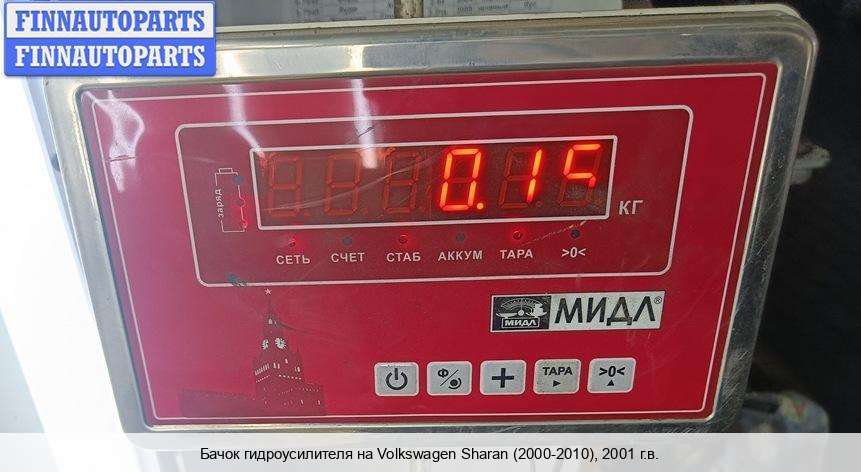 FINNAUTOPARTS
FINNAUTOPARTS
заряд
0.15
КГ
СЕТЬ СЧЕТ СТАБ АККУМ ТАРА >0<
МИДЛ МИДЛ®
Ф/ + ТАРА >0<
Бачок гидроусилителя на Volkswagen Sharan (2000-2010), 2001 г.в.